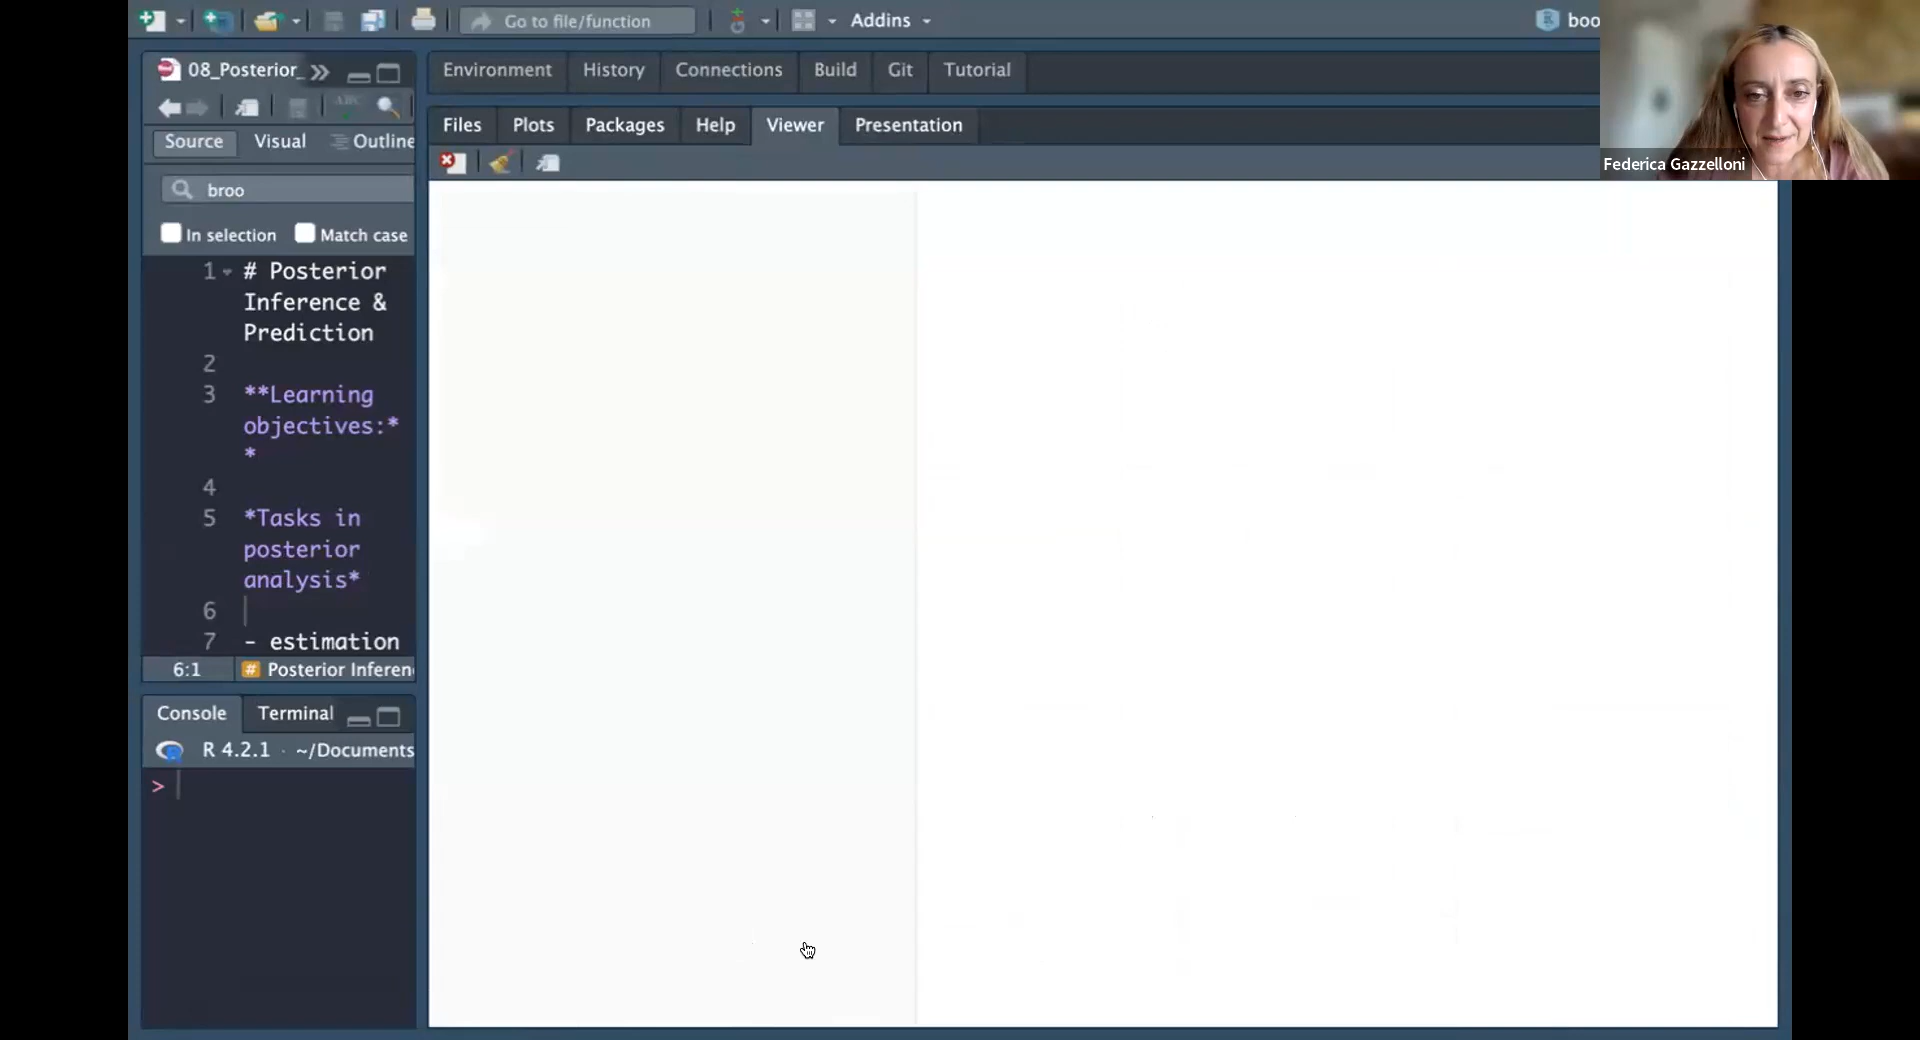 Go to file/function
Addins
boo
Federica Gazzelloni
08_Posterior_
Environment
History
Connections
Build
Git
Tutorial
ABC
Source
Visual
Outline
Files
Plots
Packages
Help
Viewer
Presentation
broo
In selection
Match case
1 # Posterior
Inference &
Prediction
2
3 **Learning
objectives:*
*
4
5 *Tasks in
posterior
analysis*
6
7 - estimation
6:1
# Posterior Inferen
Console
Terminal
R 4.2.1 · ~/Documents
>